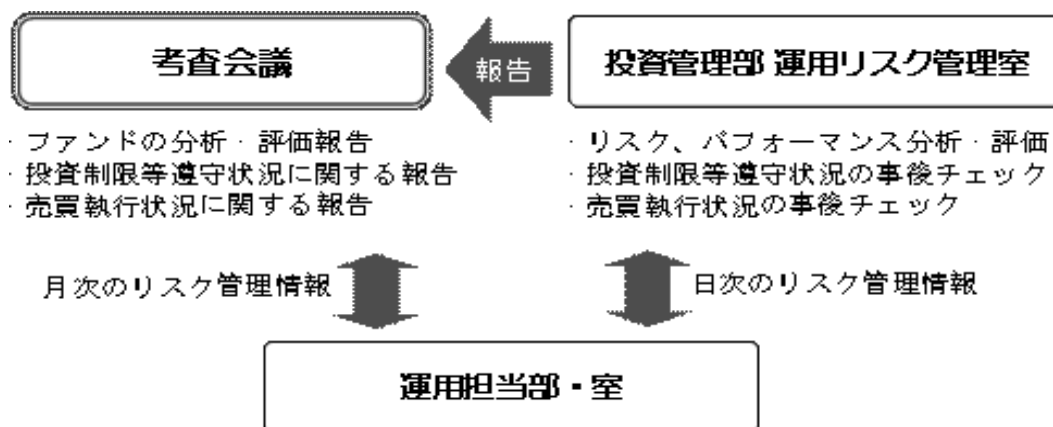 考査会議
報告
投資管理部 運用リスク管理室
· ファンドの分析・評価報告
· 投資制限等遵守状況に関する報告
· 売買執行状況に関する報告
· リスク、パフォーマンス分析・評価
· 投資制限等遵守状況の事後チェック
· 売買執行状況の事後チェック
月次のリスク管理情報
日次のリスク管理情報
運用担当部・室